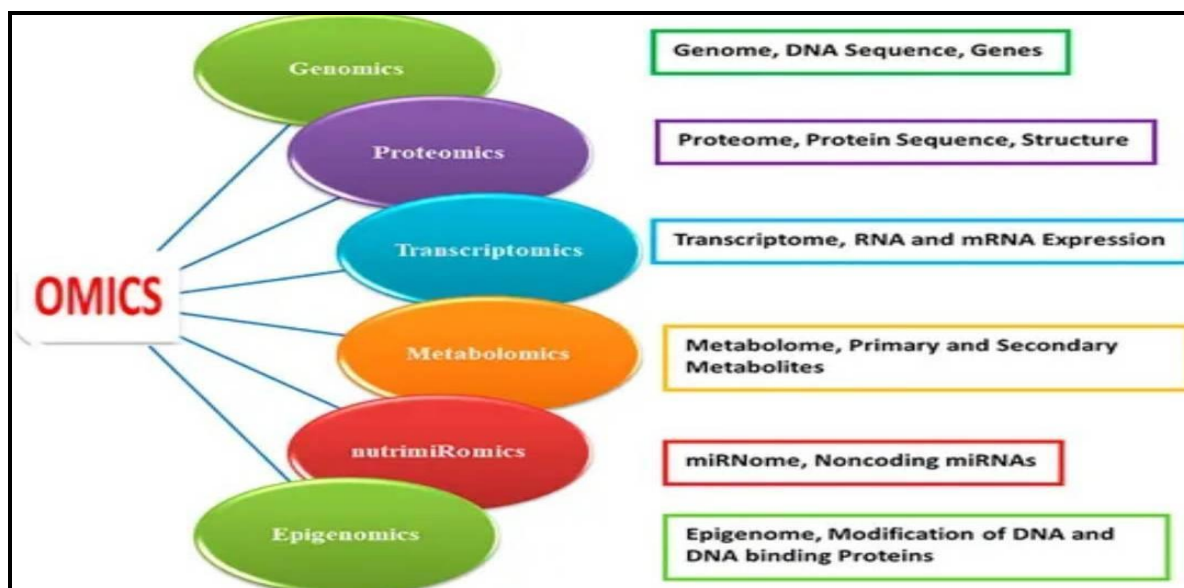 Genomics
Genome, DNA Sequence, Genes
Proteomics
Proteome, Protein Sequence, Structure
Transcriptomics
Transcriptome, RNA and mRNA Expression
OMICS
Metabolomics
Metabolome, Primary and Secondary
Metabolites
nutrimiRomics
miRNome, Noncoding miRNAs
Epigenomics
Epigenome, Modification of DNA and
DNA binding Proteins